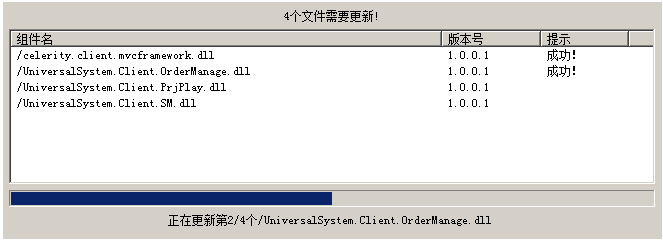 4个文件需要更新!
组件名 版本号 提示
/celerity.client.mvcframework.dll 1.0.0.1 成功!
/UniversalSystem.Client.OrderManage.dll 1.0.0.1 成功!
/UniversalSystem.Client.PrjPlay.dll 1.0.0.1
/UniversalSystem.Client.SM.dll 1.0.0.1
正在更新第2/4个/UniversalSystem.Client.OrderManage.dll